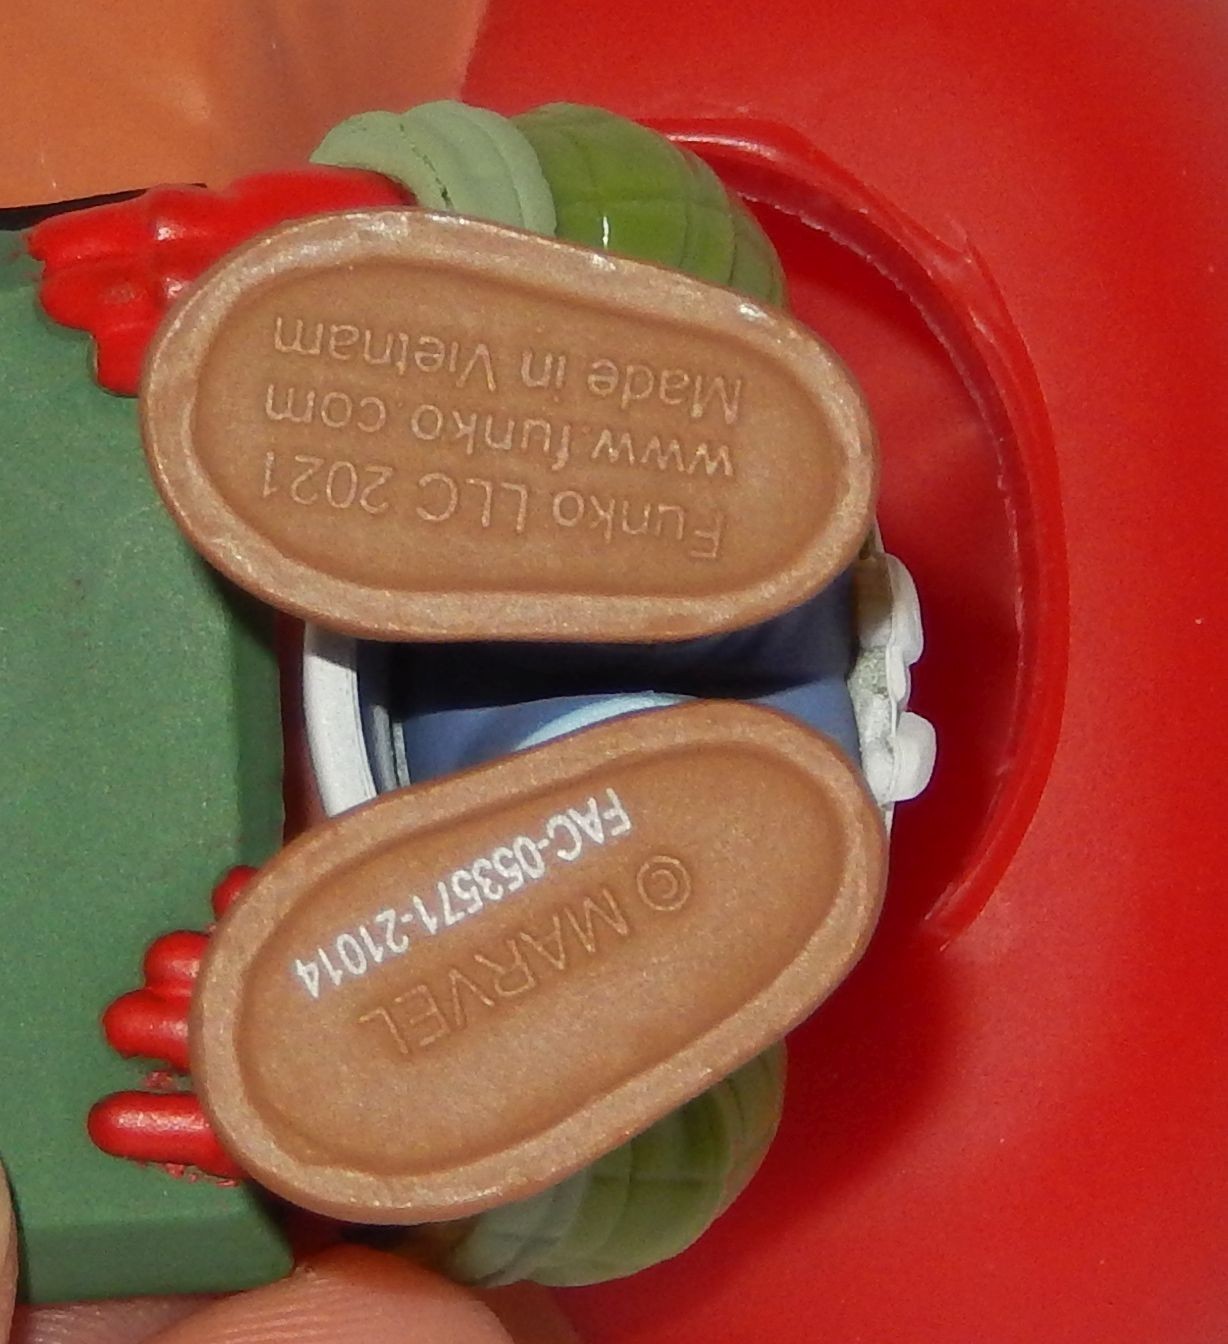 Funko LLC 2021
www.funko.com
Made in Vietnam
© MARVEL
FAC-053571-21014